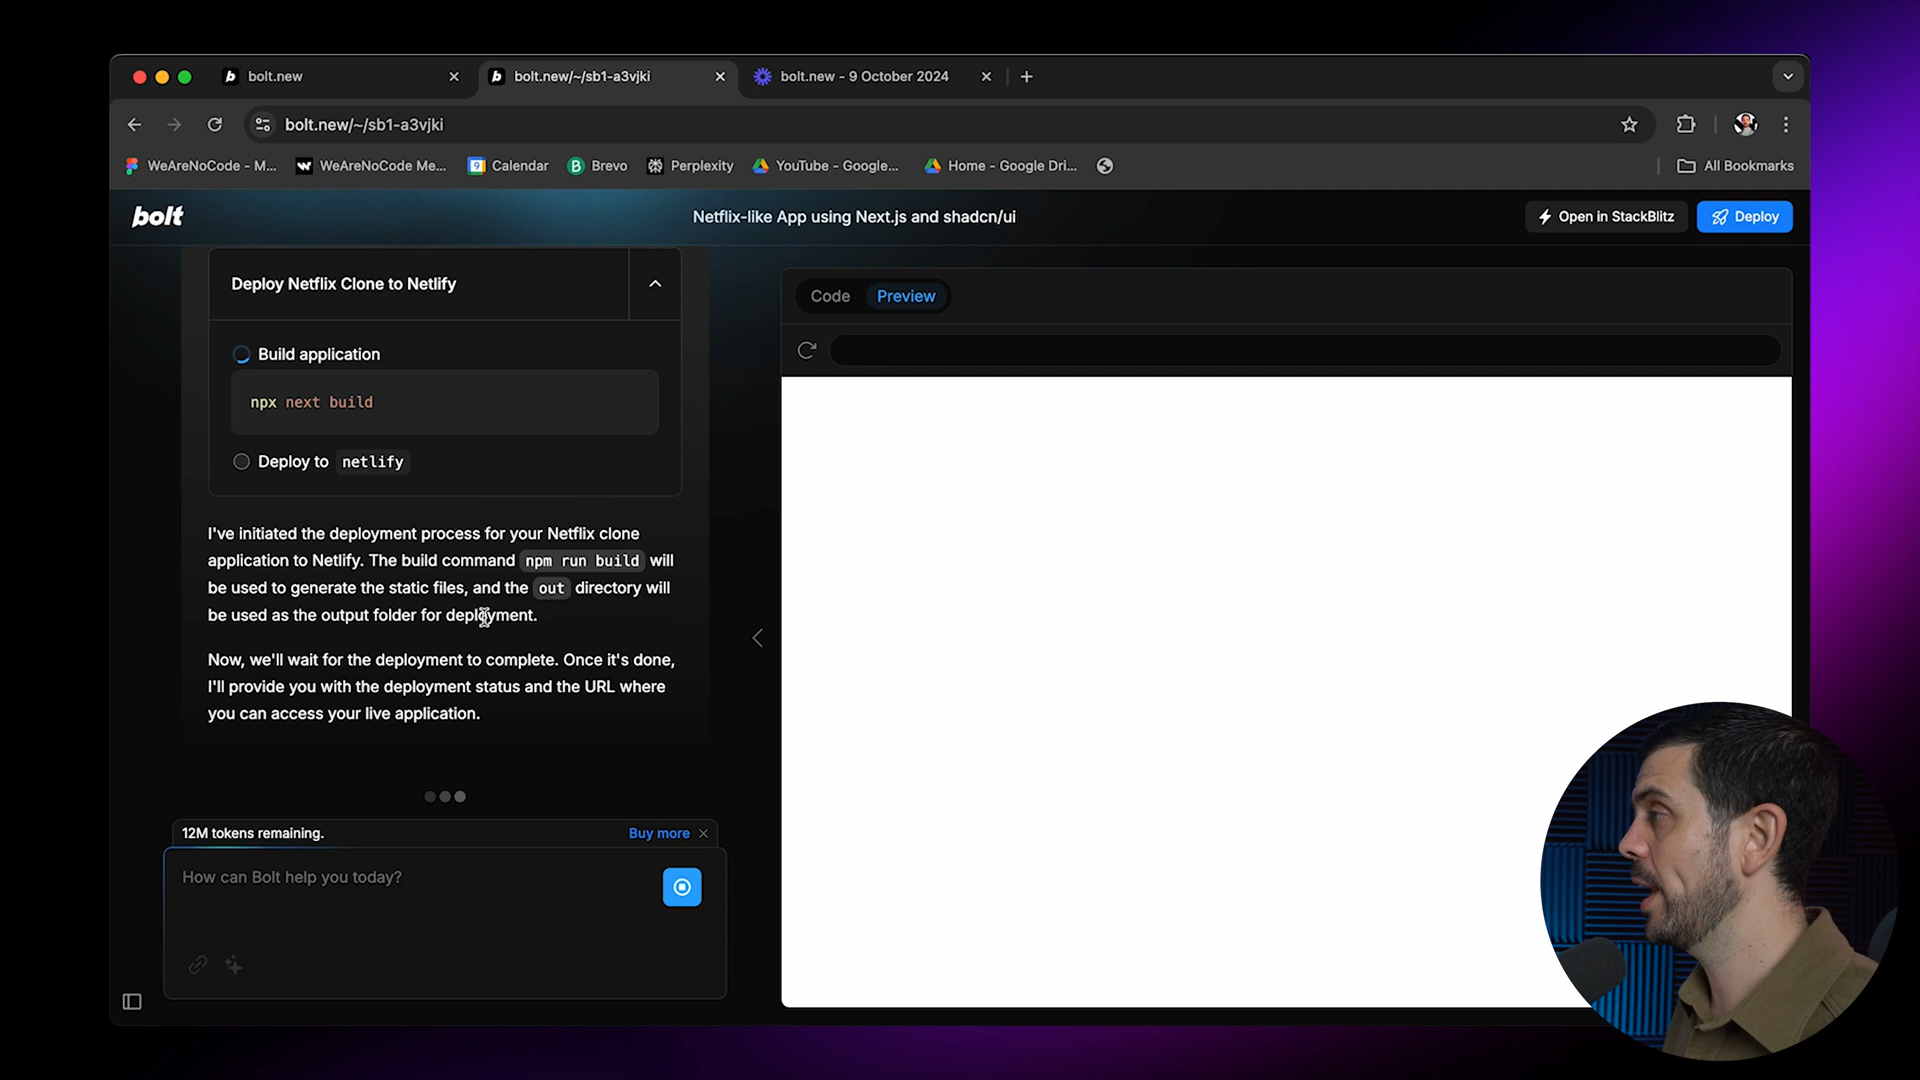 bolt.new
bolt.new/~/sb1-a3vjki
bolt.new - 9 October 2024
bolt.new/~/sb1-a3vjki
WeAreNoCode - M...
WeAreNoCode Me...
Calendar
Brevo
Perplexity
YouTube - Google...
Home - Google Dri...
All Bookmarks
bolt
Netflix-like App using Next.js and shadcn/ui
Open in StackBlitz
Deploy
Deploy Netflix Clone to Netlify
Build application
npx next build
Deploy to netlify
I've initiated the deployment process for your Netflix clone
application to Netlify. The build command npm run build will
be used to generate the static files, and the out directory will
be used as the output folder for deployment.
Now, we'll wait for the deployment to complete. Once it's done,
I'll provide you with the deployment status and the URL where
you can access your live application.
12M tokens remaining.
Buy more
How can Bolt help you today?
Code
Preview